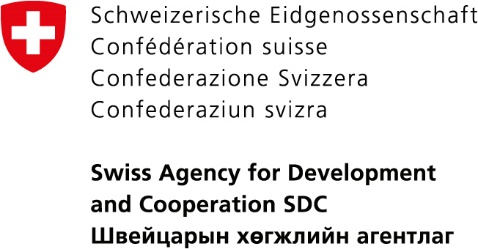 Schweizerische Eidgenossenschaft
Confédération suisse
Confederazione Svizzera
Confederaziun svizra
Swiss Agency for Development
and Cooperation SDC
Швейцарын хөгжлийн агентлаг